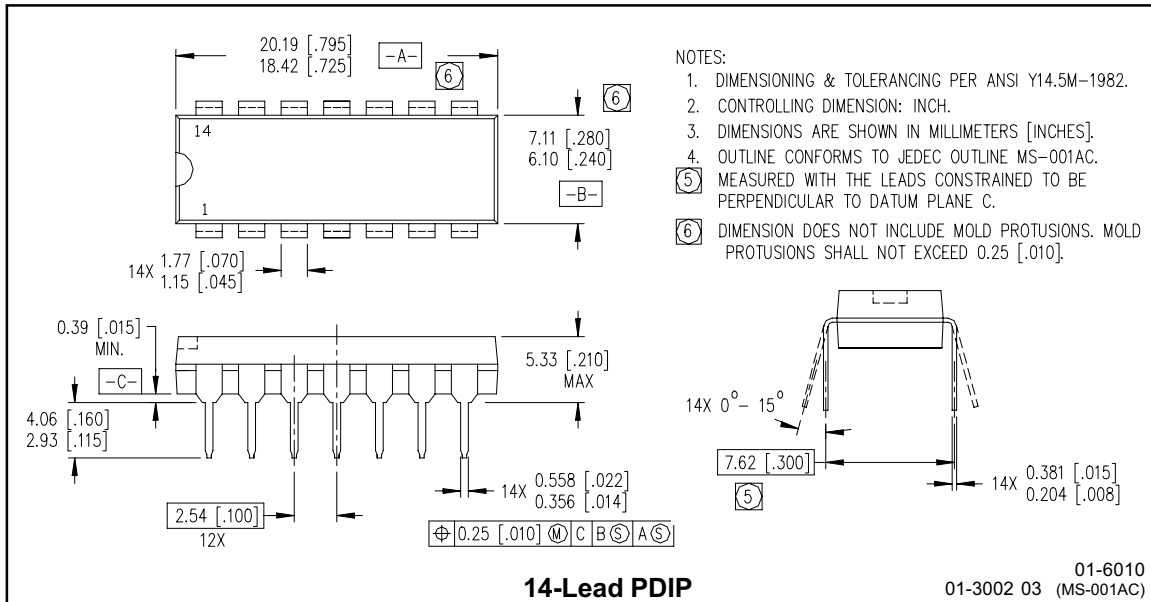 20.19 [.795]
18.42 [.725]
-A-
6
6
14
1
7.11 [.280]
6.10 [.240]
-B-
14X 1.77 [.070]
1.15 [.045]
NOTES:
1. DIMENSIONING & TOLERANCING PER ANSI Y14.5M-1982.
2. CONTROLLING DIMENSION: INCH.
3. DIMENSIONS ARE SHOWN IN MILLIMETERS [INCHES].
4. OUTLINE CONFORMS TO JEDEC OUTLINE MS-001AC.
5 MEASURED WITH THE LEADS CONSTRAINED TO BE
PERPENDICULAR TO DATUM PLANE C.
6 DIMENSION DOES NOT INCLUDE MOLD PROTUSIONS. MOLD
PROTUSIONS SHALL NOT EXCEED 0.25 [.010].
0.39 [.015]
MIN.
-C-
4.06 [.160]
2.93 [.115]
5.33 [.210]
MAX
2.54 [.100]
12X
14X 0.558 [.022]
0.356 [.014]
⌖ 0.25 [.010] Ⓜ C B Ⓢ A Ⓢ
14X 0°- 15°
7.62 [.300]
5
14X 0.381 [.015]
0.204 [.008]
14-Lead PDIP
01-6010
01-3002 03 (MS-001AC)